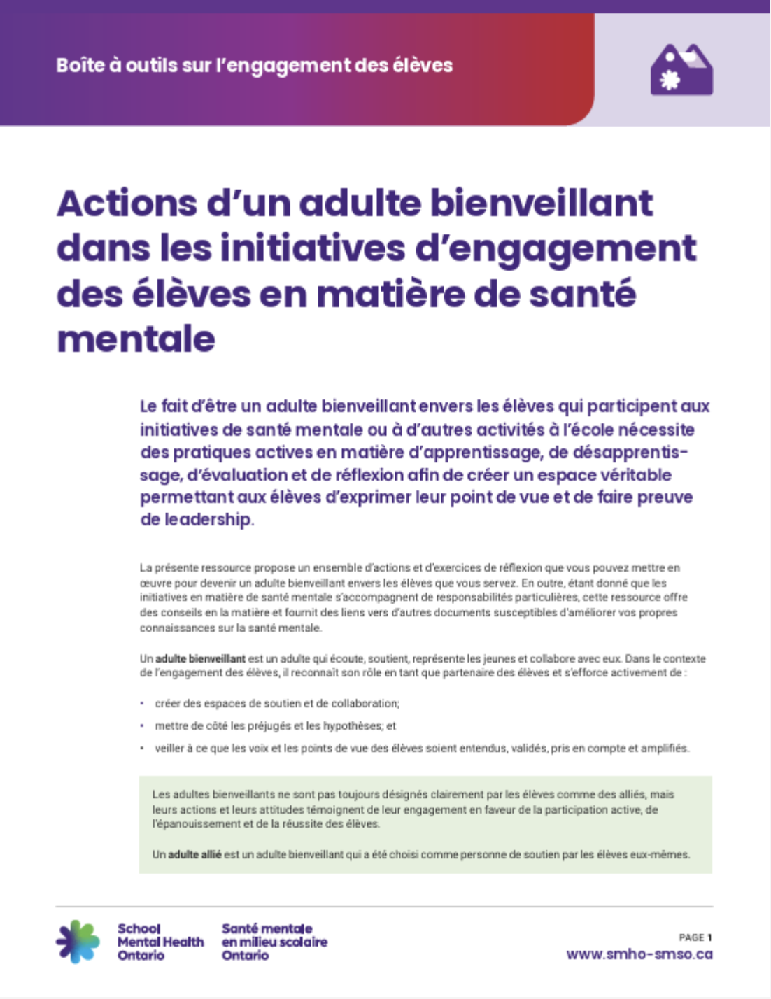 Boîte à outils sur l’engagement des élèves
Actions d’un adulte bienveillant
dans les initiatives d’engagement
des élèves en matière de santé
mentale
Le fait d’être un adulte bienveillant envers les élèves qui participent aux
initiatives de santé mentale ou à d’autres activités à l’école nécessite
des pratiques actives en matière d’apprentissage, de désapprentis-
sage, d’évaluation et de réflexion afin de créer un espace véritable
permettant aux élèves d’exprimer leur point de vue et de faire preuve
de leadership.
La présente ressource propose un ensemble d’actions et d’exercices de réflexion que vous pouvez mettre en
œuvre pour devenir un adulte bienveillant envers les élèves que vous servez. En outre, étant donné que les
initiatives en matière de santé mentale s’accompagnent de responsabilités particulières, cette ressource offre
des conseils en la matière et fournit des liens vers d’autres documents susceptibles d’améliorer vos propres
connaissances sur la santé mentale.
Un adulte bienveillant est un adulte qui écoute, soutient, représente les jeunes et collabore avec eux. Dans le contexte
de l’engagement des élèves, il reconnaît son rôle en tant que partenaire des élèves et s’efforce activement de :
• créer des espaces de soutien et de collaboration;
• mettre de côté les préjugés et les hypothèses; et
• veiller à ce que les voix et les points de vue des élèves soient entendus, validés, pris en compte et amplifiés.
Les adultes bienveillants ne sont pas toujours désignés clairement par les élèves comme des alliés, mais
leurs actions et leurs attitudes témoignent de leur engagement en faveur de la participation active, de
l’épanouissement et de la réussite des élèves.
Un adulte allié est un adulte bienveillant qui a été choisi comme personne de soutien par les élèves eux-mêmes.
School
Mental Health
Ontario
Santé mentale
en milieu scolaire
Ontario
PAGE 1
www.smho-smso.ca